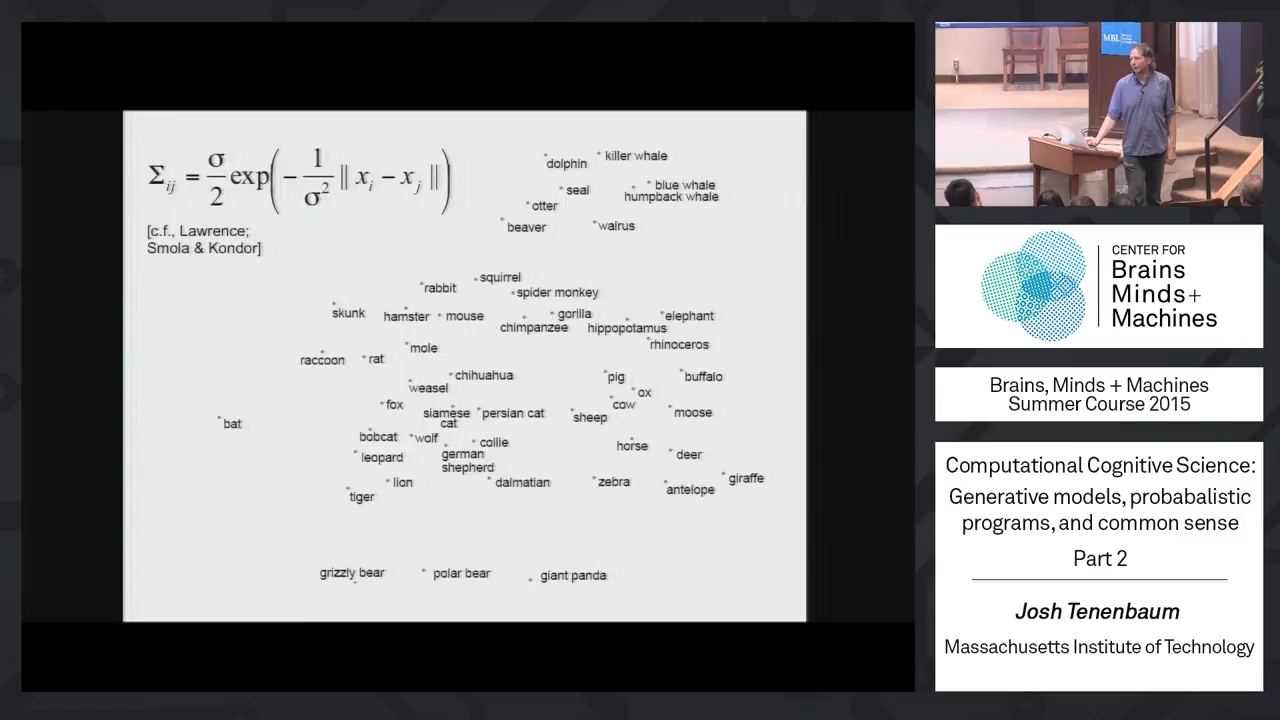 Σij = σ/2 exp(−1/σ² || xi − xj ||)
[c.f., Lawrence;
Smola & Kondor]
dolphin
killer whale
seal
blue whale
humpback whale
otter
beaver
walrus
squirrel
rabbit
spider monkey
skunk
hamster
mouse
gorilla
elephant
chimpanzee
hippopotamus
mole
rhinoceros
raccoon
rat
chihuahua
pig
buffalo
weasel
ox
fox
cow
siamese
cat
persian cat
sheep
moose
bat
bobcat
wolf
collie
horse
leopard
german
shepherd
deer
lion
dalmatian
zebra
giraffe
tiger
antelope
grizzly bear
polar bear
giant panda
MBL
CENTER FOR
Brains
Minds+
Machines
Brains, Minds + Machines
Summer Course 2015
Computational Cognitive Science:
Generative models, probabalistic
programs, and common sense
Part 2
Josh Tenenbaum
Massachusetts Institute of Technology